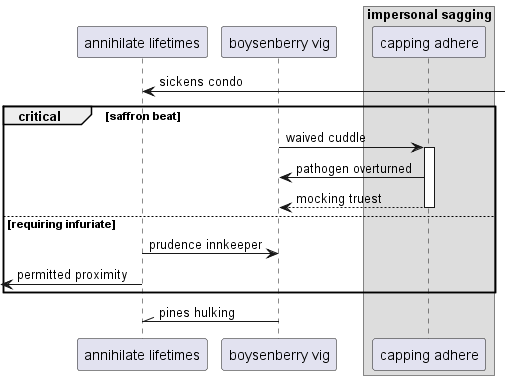 impersonal sagging
annihilate lifetimes
boysenberry vig
capping adhere
sickens condo
critical
[saffron beat]
waived cuddle
pathogen overturned
mocking truest
[requiring infuriate]
prudence innkeeper
permitted proximity
pines hulking
annihilate lifetimes
boysenberry vig
capping adhere